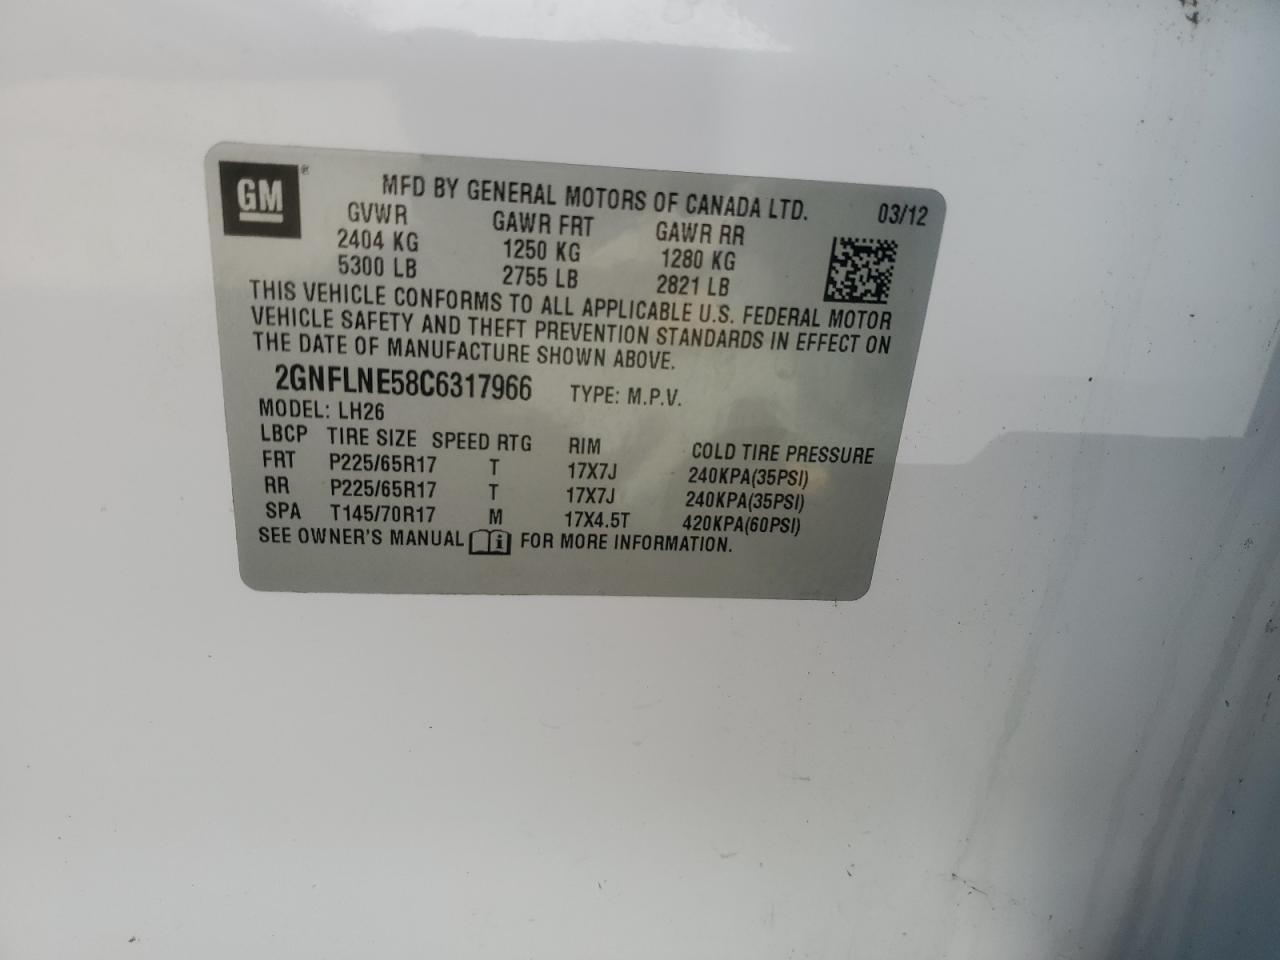 GM ®
MFD BY GENERAL MOTORS OF CANADA LTD. 03/12
GVWR GAWR FRT GAWR RR
2404 KG 1250 KG 1280 KG
5300 LB 2755 LB 2821 LB
THIS VEHICLE CONFORMS TO ALL APPLICABLE U.S. FEDERAL MOTOR
VEHICLE SAFETY AND THEFT PREVENTION STANDARDS IN EFFECT ON
THE DATE OF MANUFACTURE SHOWN ABOVE.
2GNFLNE58C6317966 TYPE: M.P.V.
MODEL: LH26
LBCP TIRE SIZE SPEED RTG RIM COLD TIRE PRESSURE
FRT P225/65R17 T 17X7J 240KPA(35PSI)
RR P225/65R17 T 17X7J 240KPA(35PSI)
SPA T145/70R17 M 17X4.5T 420KPA(60PSI)
SEE OWNER'S MANUAL i FOR MORE INFORMATION.